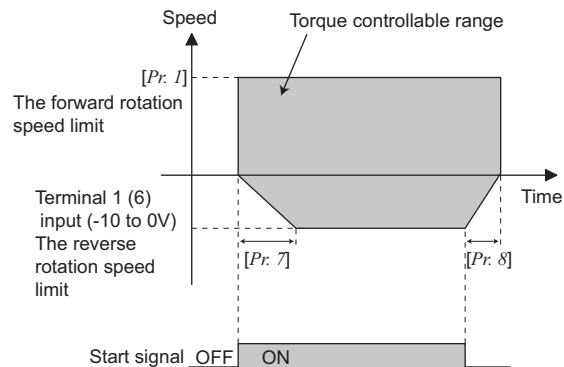 Speed
Torque controllable range
[Pr. 1]
The forward rotation
speed limit
Time
Terminal 1 (6)
input (-10 to 0V)
The reverse
rotation speed
limit
[Pr. 7]
[Pr. 8]
Start signal OFF ON